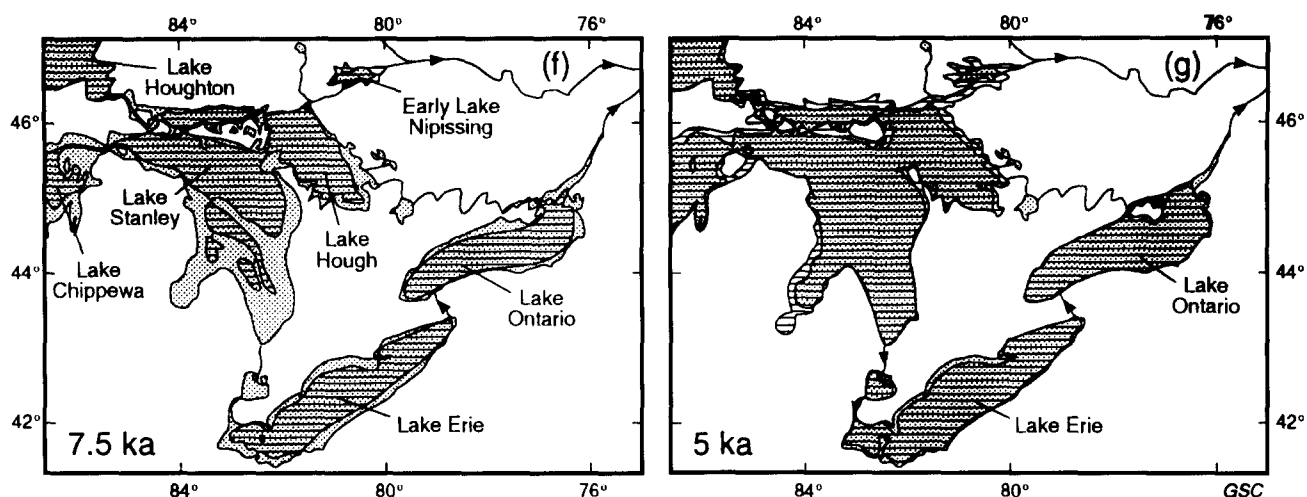 84° 80° 76° 84° 80° 76°
(f)
Lake
Houghton
Early Lake
Nipissing
46°
Lake
Stanley
Lake
Hough
Lake
Chippewa
44°
Lake
Ontario
42°
Lake Erie
7.5 ka
84° 80° 76°
(g)
46°
44°
Lake
Ontario
42°
Lake Erie
5 ka
84° 80° GSC